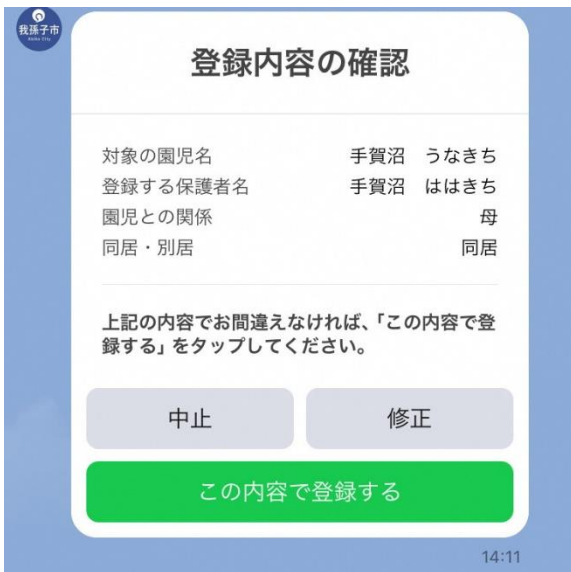 我孫子市
Abiko City
登録内容の確認
対象の園児名 手賀沼　うなきち
登録する保護者名 手賀沼　ははきち
園児との関係 母
同居・別居 同居
上記の内容でお間違えなければ、「この内容で登
録する」をタップしてください。
中止 修正
この内容で登録する
14:11